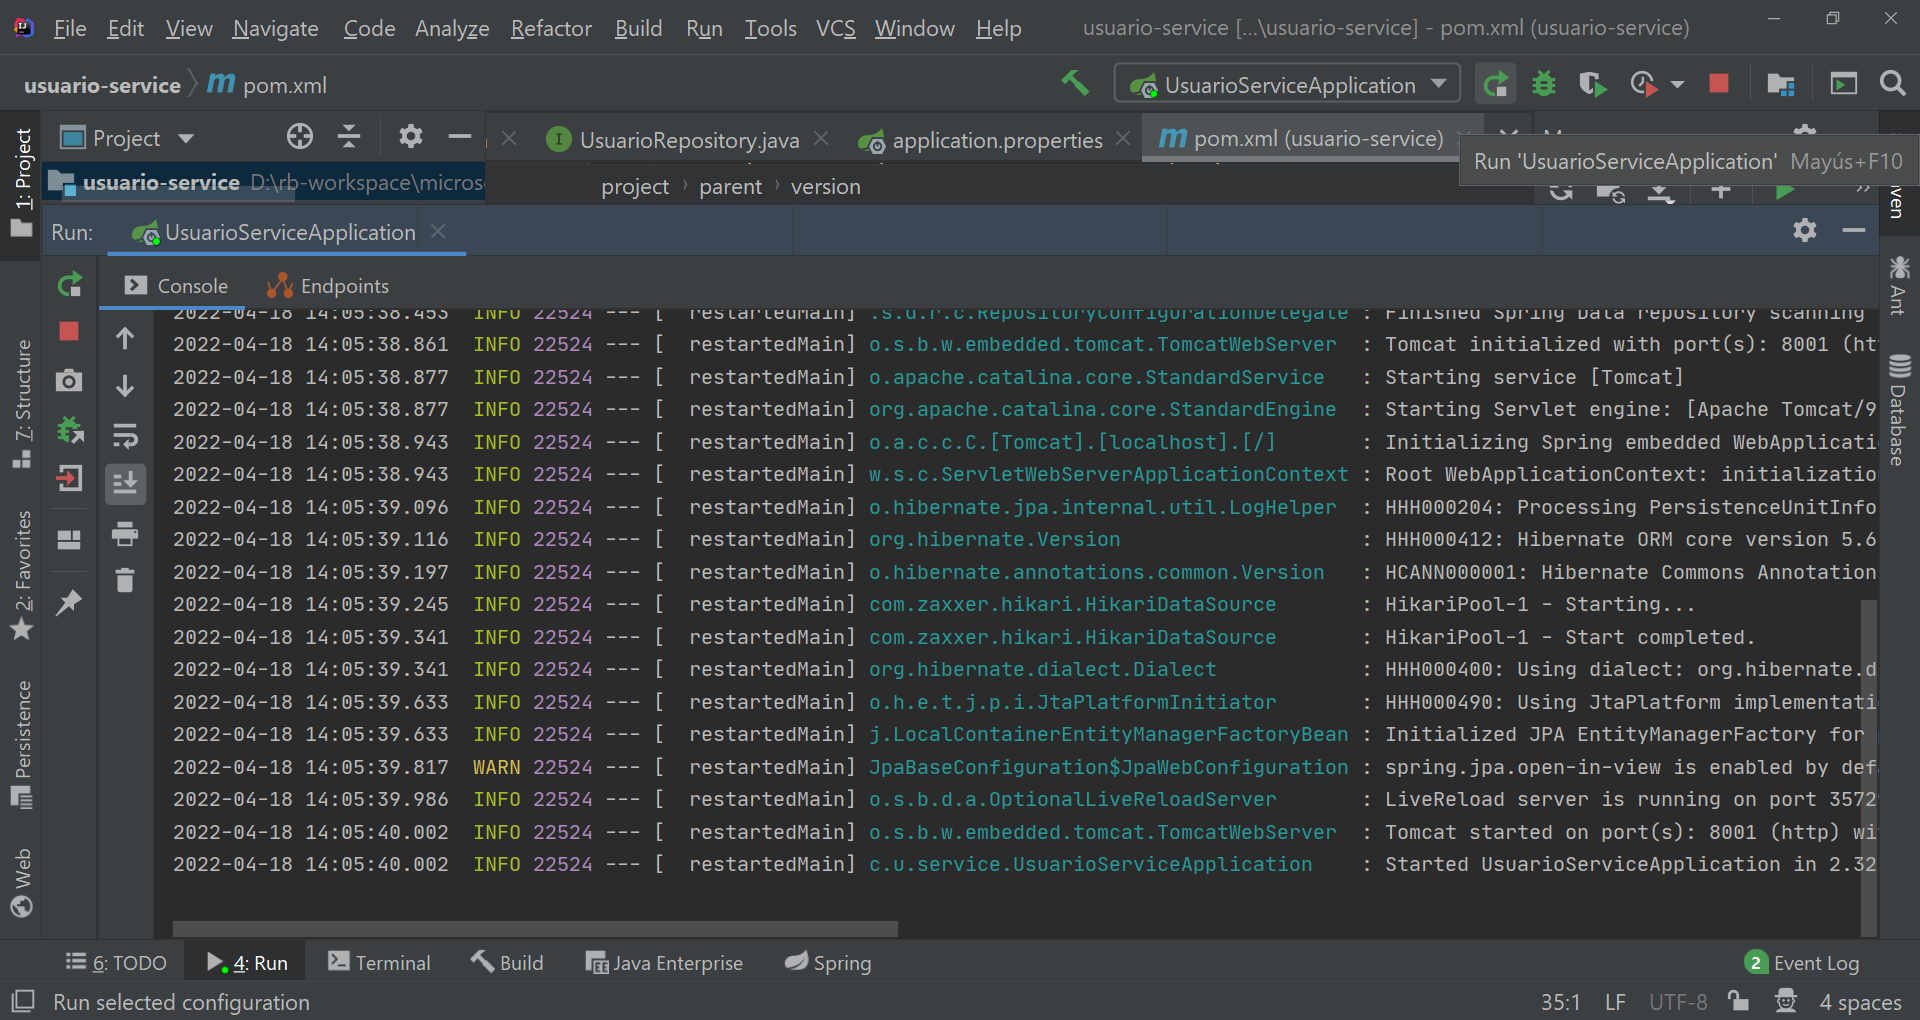 File Edit View Navigate Code Analyze Refactor Build Run Tools VCS Window Help usuario-service [...\usuario-service] - pom.xml (usuario-service)
usuario-service pom.xml UsuarioServiceApplication
1: Project Project UsuarioRepository.java application.properties pom.xml (usuario-service)
Run 'UsuarioServiceApplication' Mayús+F10
usuario-service D:\rb-workspace\micros project parent version
Run: UsuarioServiceApplication
Console Endpoints
2022-04-18 14:05:38.453 INFO 22524 --- [ restartedMain] .s.d.r.c.RepositoryConfigurationDelegate : Finished Spring Data repository scanning
2022-04-18 14:05:38.861 INFO 22524 --- [ restartedMain] o.s.b.w.embedded.tomcat.TomcatWebServer : Tomcat initialized with port(s): 8001 (ht
2022-04-18 14:05:38.877 INFO 22524 --- [ restartedMain] o.apache.catalina.core.StandardService : Starting service [Tomcat]
2022-04-18 14:05:38.877 INFO 22524 --- [ restartedMain] org.apache.catalina.core.StandardEngine : Starting Servlet engine: [Apache Tomcat/9
2022-04-18 14:05:38.943 INFO 22524 --- [ restartedMain] o.a.c.c.C.[Tomcat].[localhost].[/] : Initializing Spring embedded WebApplicati
2022-04-18 14:05:38.943 INFO 22524 --- [ restartedMain] w.s.c.ServletWebServerApplicationContext : Root WebApplicationContext: initializatio
2022-04-18 14:05:39.096 INFO 22524 --- [ restartedMain] o.hibernate.jpa.internal.util.LogHelper : HHH000204: Processing PersistenceUnitInfo
2022-04-18 14:05:39.116 INFO 22524 --- [ restartedMain] org.hibernate.Version : HHH000412: Hibernate ORM core version 5.6
2022-04-18 14:05:39.197 INFO 22524 --- [ restartedMain] o.hibernate.annotations.common.Version : HCANN000001: Hibernate Commons Annotation
2022-04-18 14:05:39.245 INFO 22524 --- [ restartedMain] com.zaxxer.hikari.HikariDataSource : HikariPool-1 - Starting...
2022-04-18 14:05:39.341 INFO 22524 --- [ restartedMain] com.zaxxer.hikari.HikariDataSource : HikariPool-1 - Start completed.
2022-04-18 14:05:39.341 INFO 22524 --- [ restartedMain] org.hibernate.dialect.Dialect : HHH000400: Using dialect: org.hibernate.d
2022-04-18 14:05:39.633 INFO 22524 --- [ restartedMain] o.h.e.t.j.p.i.JtaPlatformInitiator : HHH000490: Using JtaPlatform implementati
2022-04-18 14:05:39.633 INFO 22524 --- [ restartedMain] j.LocalContainerEntityManagerFactoryBean : Initialized JPA EntityManagerFactory for
2022-04-18 14:05:39.817 WARN 22524 --- [ restartedMain] JpaBaseConfiguration$JpaWebConfiguration : spring.jpa.open-in-view is enabled by def
2022-04-18 14:05:39.986 INFO 22524 --- [ restartedMain] o.s.b.d.a.OptionalLiveReloadServer : LiveReload server is running on port 3572
2022-04-18 14:05:40.002 INFO 22524 --- [ restartedMain] o.s.b.w.embedded.tomcat.TomcatWebServer : Tomcat started on port(s): 8001 (http) wi
2022-04-18 14:05:40.002 INFO 22524 --- [ restartedMain] c.u.service.UsuarioServiceApplication : Started UsuarioServiceApplication in 2.32
7: Structure
2: Favorites
Persistence
Web
Ant
Database
6: TODO 4: Run Terminal Build Java Enterprise Spring 2 Event Log
Run selected configuration 35:1 LF UTF-8 4 spaces